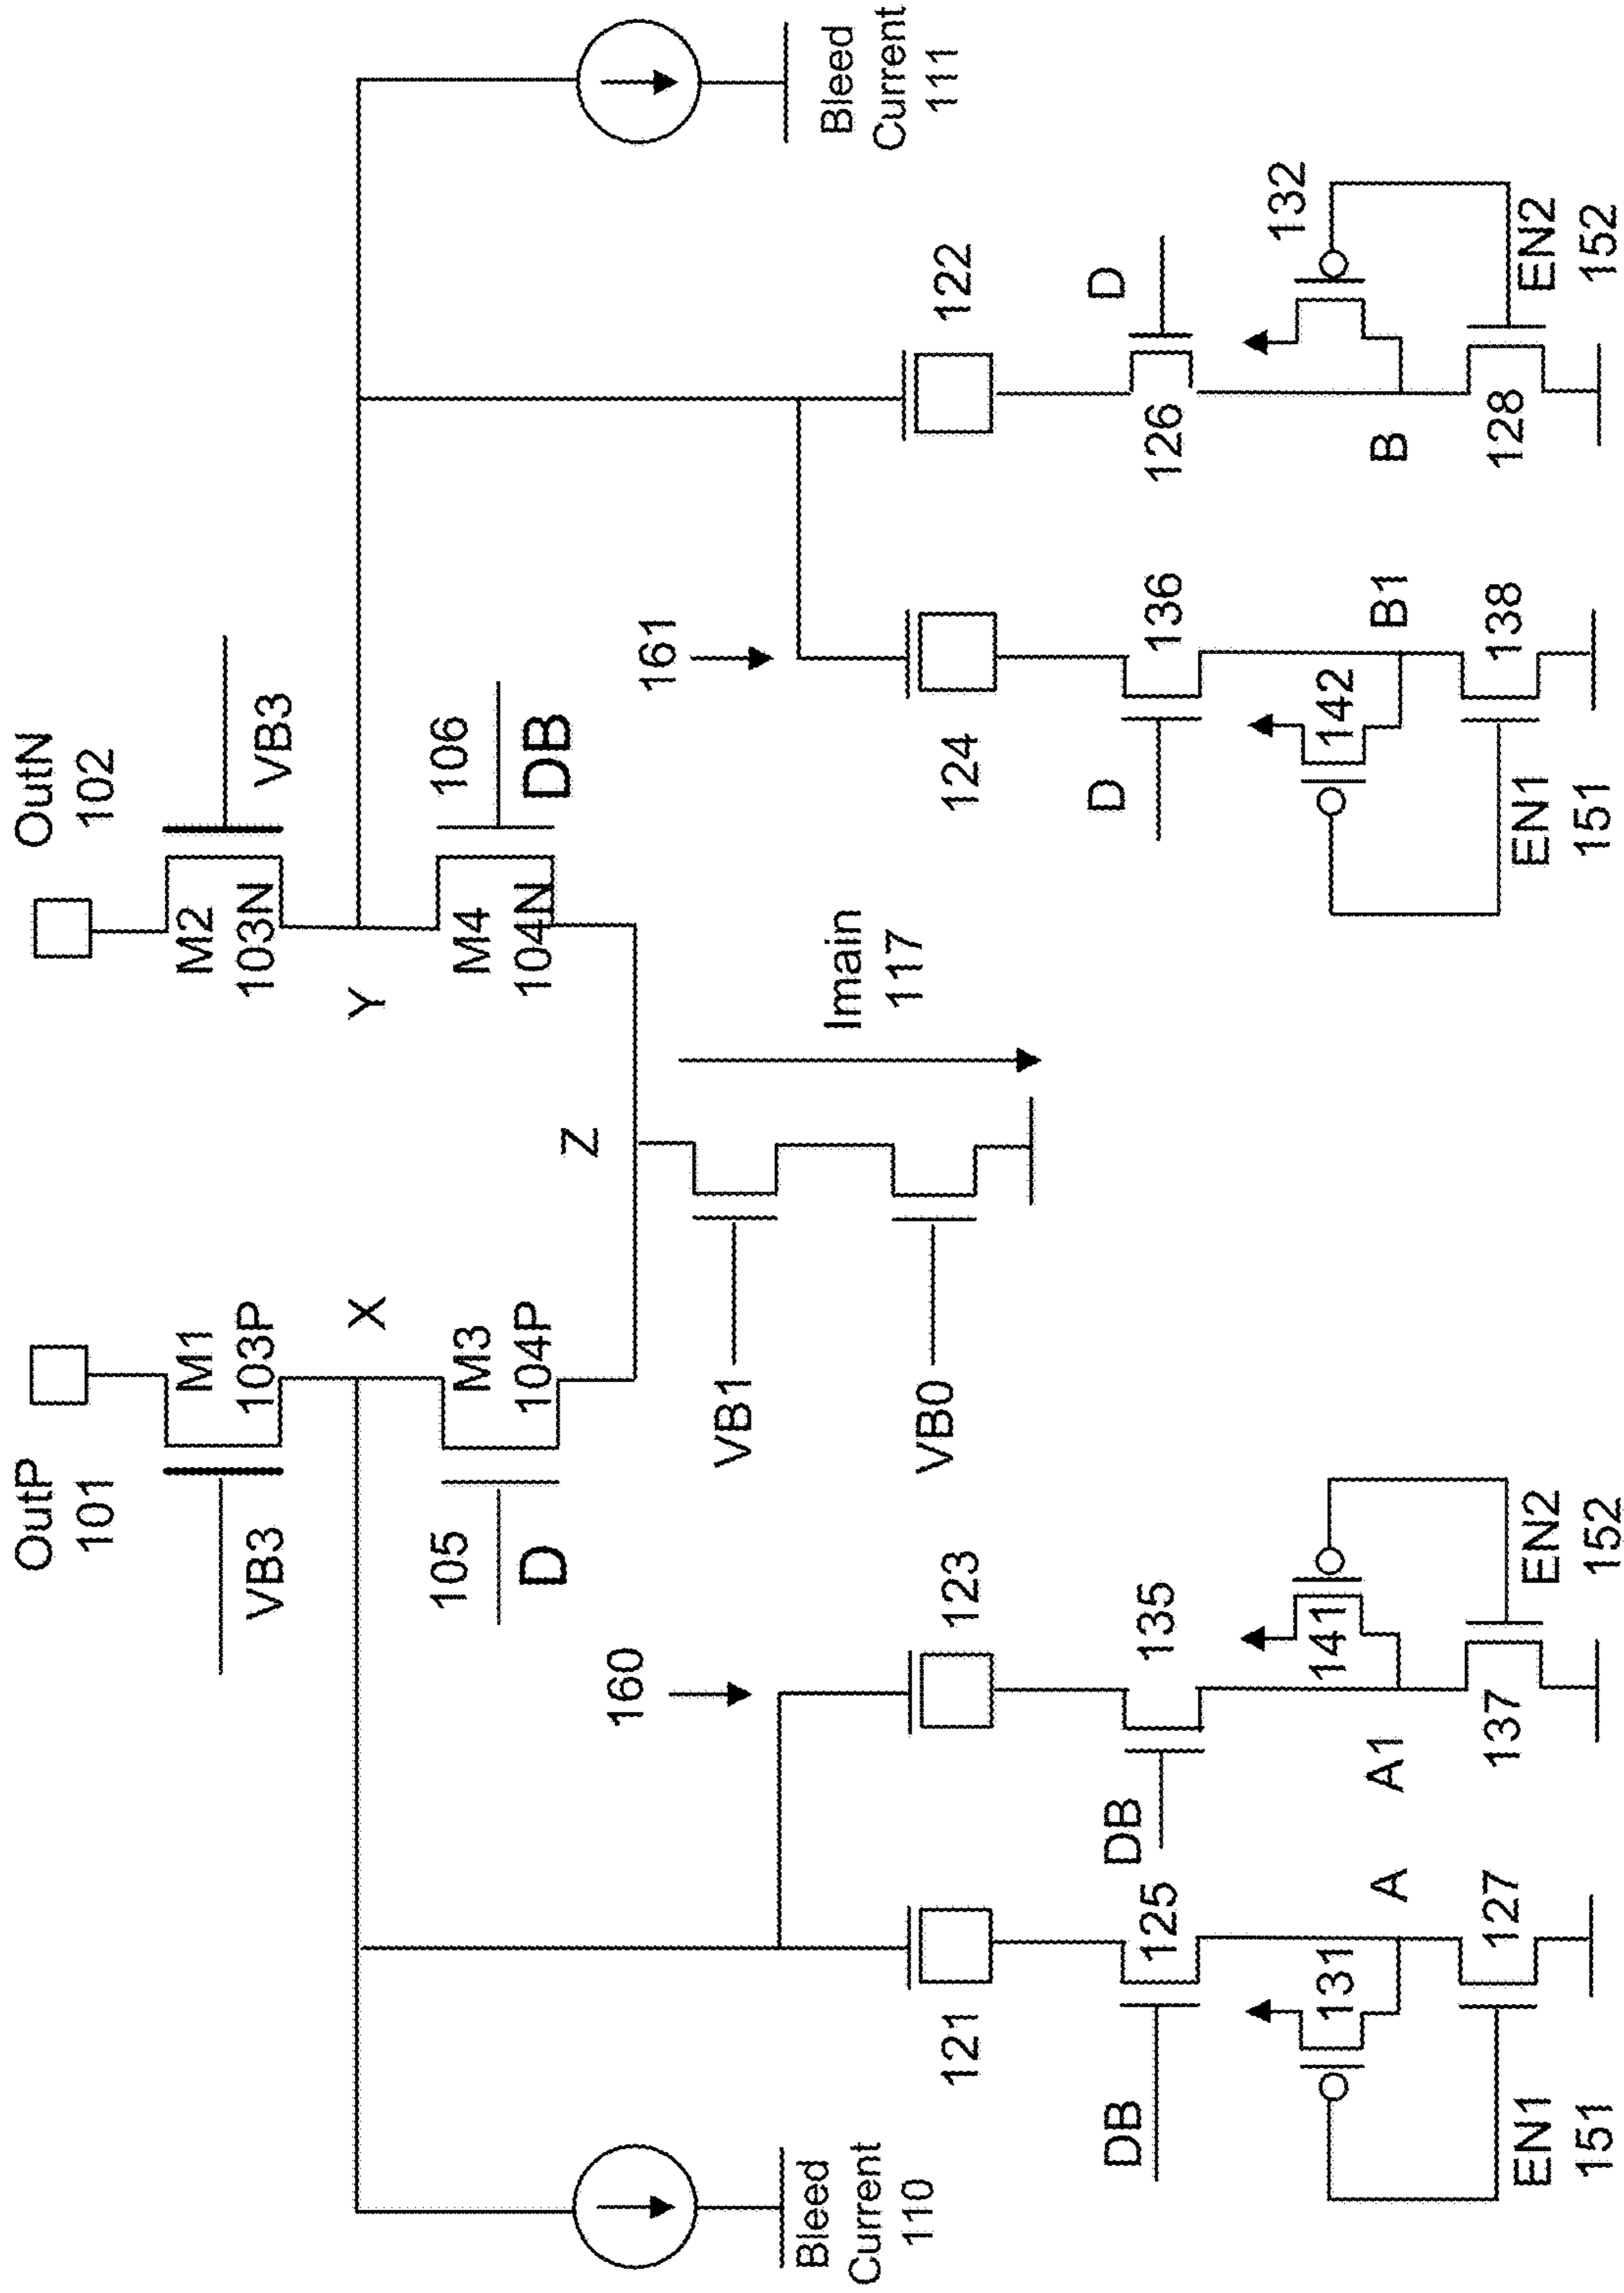 OutP
101
OutN
102
M1
103P
M2
103N
VB3
VB3
X
Y
M3
104P
M4
104N
105
D
106
DB
Z
Imain
117
VB1
VB0
Bleed
Current
110
Bleed
Current
111
160
161
121
123
124
122
DB
125
DB
135
D
136
D
126
131
141
142
132
A
A1
B1
B
127
137
138
128
EN1
151
EN2
152
EN1
151
EN2
152